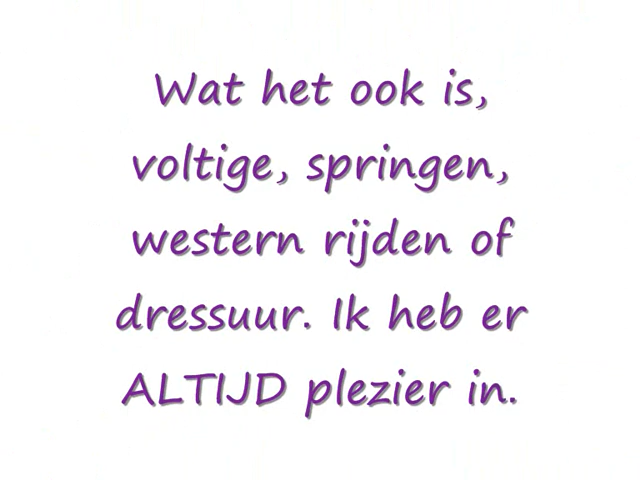 Wat het ook is,
voltige, springen,
western rijden of
dressuur. Ik heb er
ALTIJD plezier in.